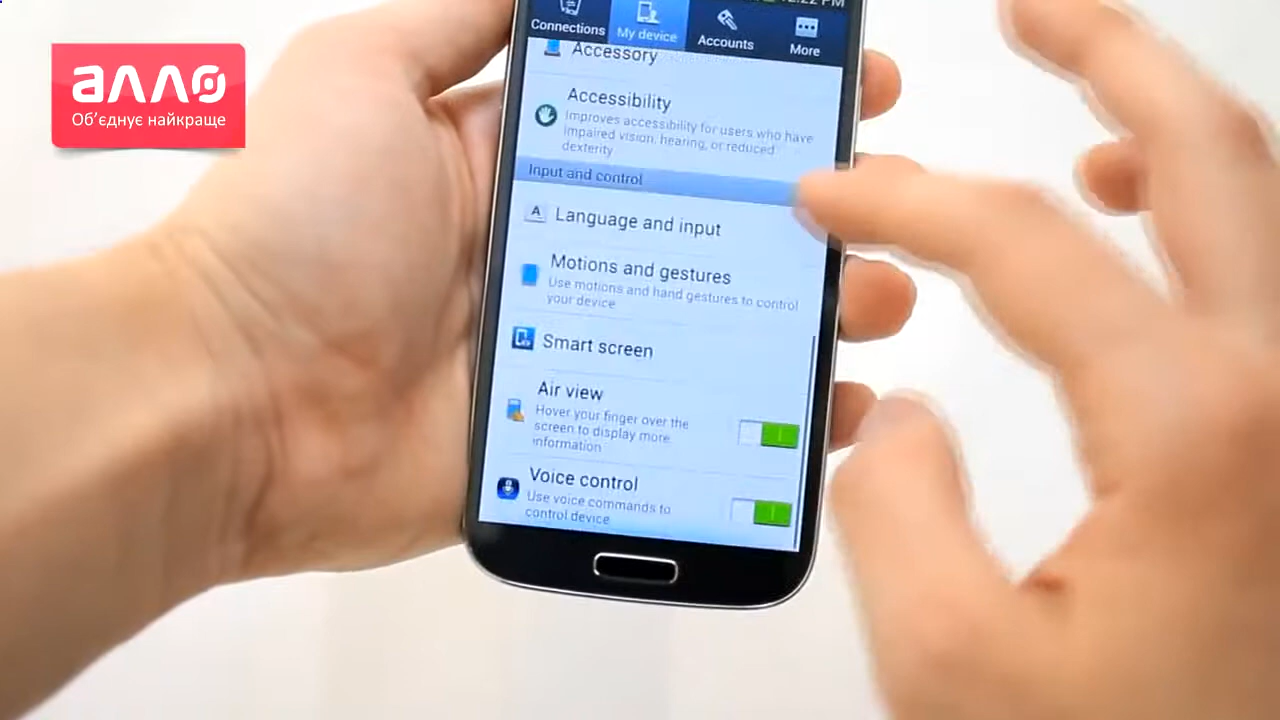 12:22 PM
Connections
My device
Accounts
More
алло
Об’єднує найкраще
Accessory
Accessibility
Improves accessibility for users who have
impaired vision, hearing, or reduced
dexterity
Input and control
A
Language and input
Motions and gestures
Use motions and hand gestures to control
your device
Smart screen
Air view
Hover your finger over the
screen to display more
information
Voice control
Use voice commands to
control device